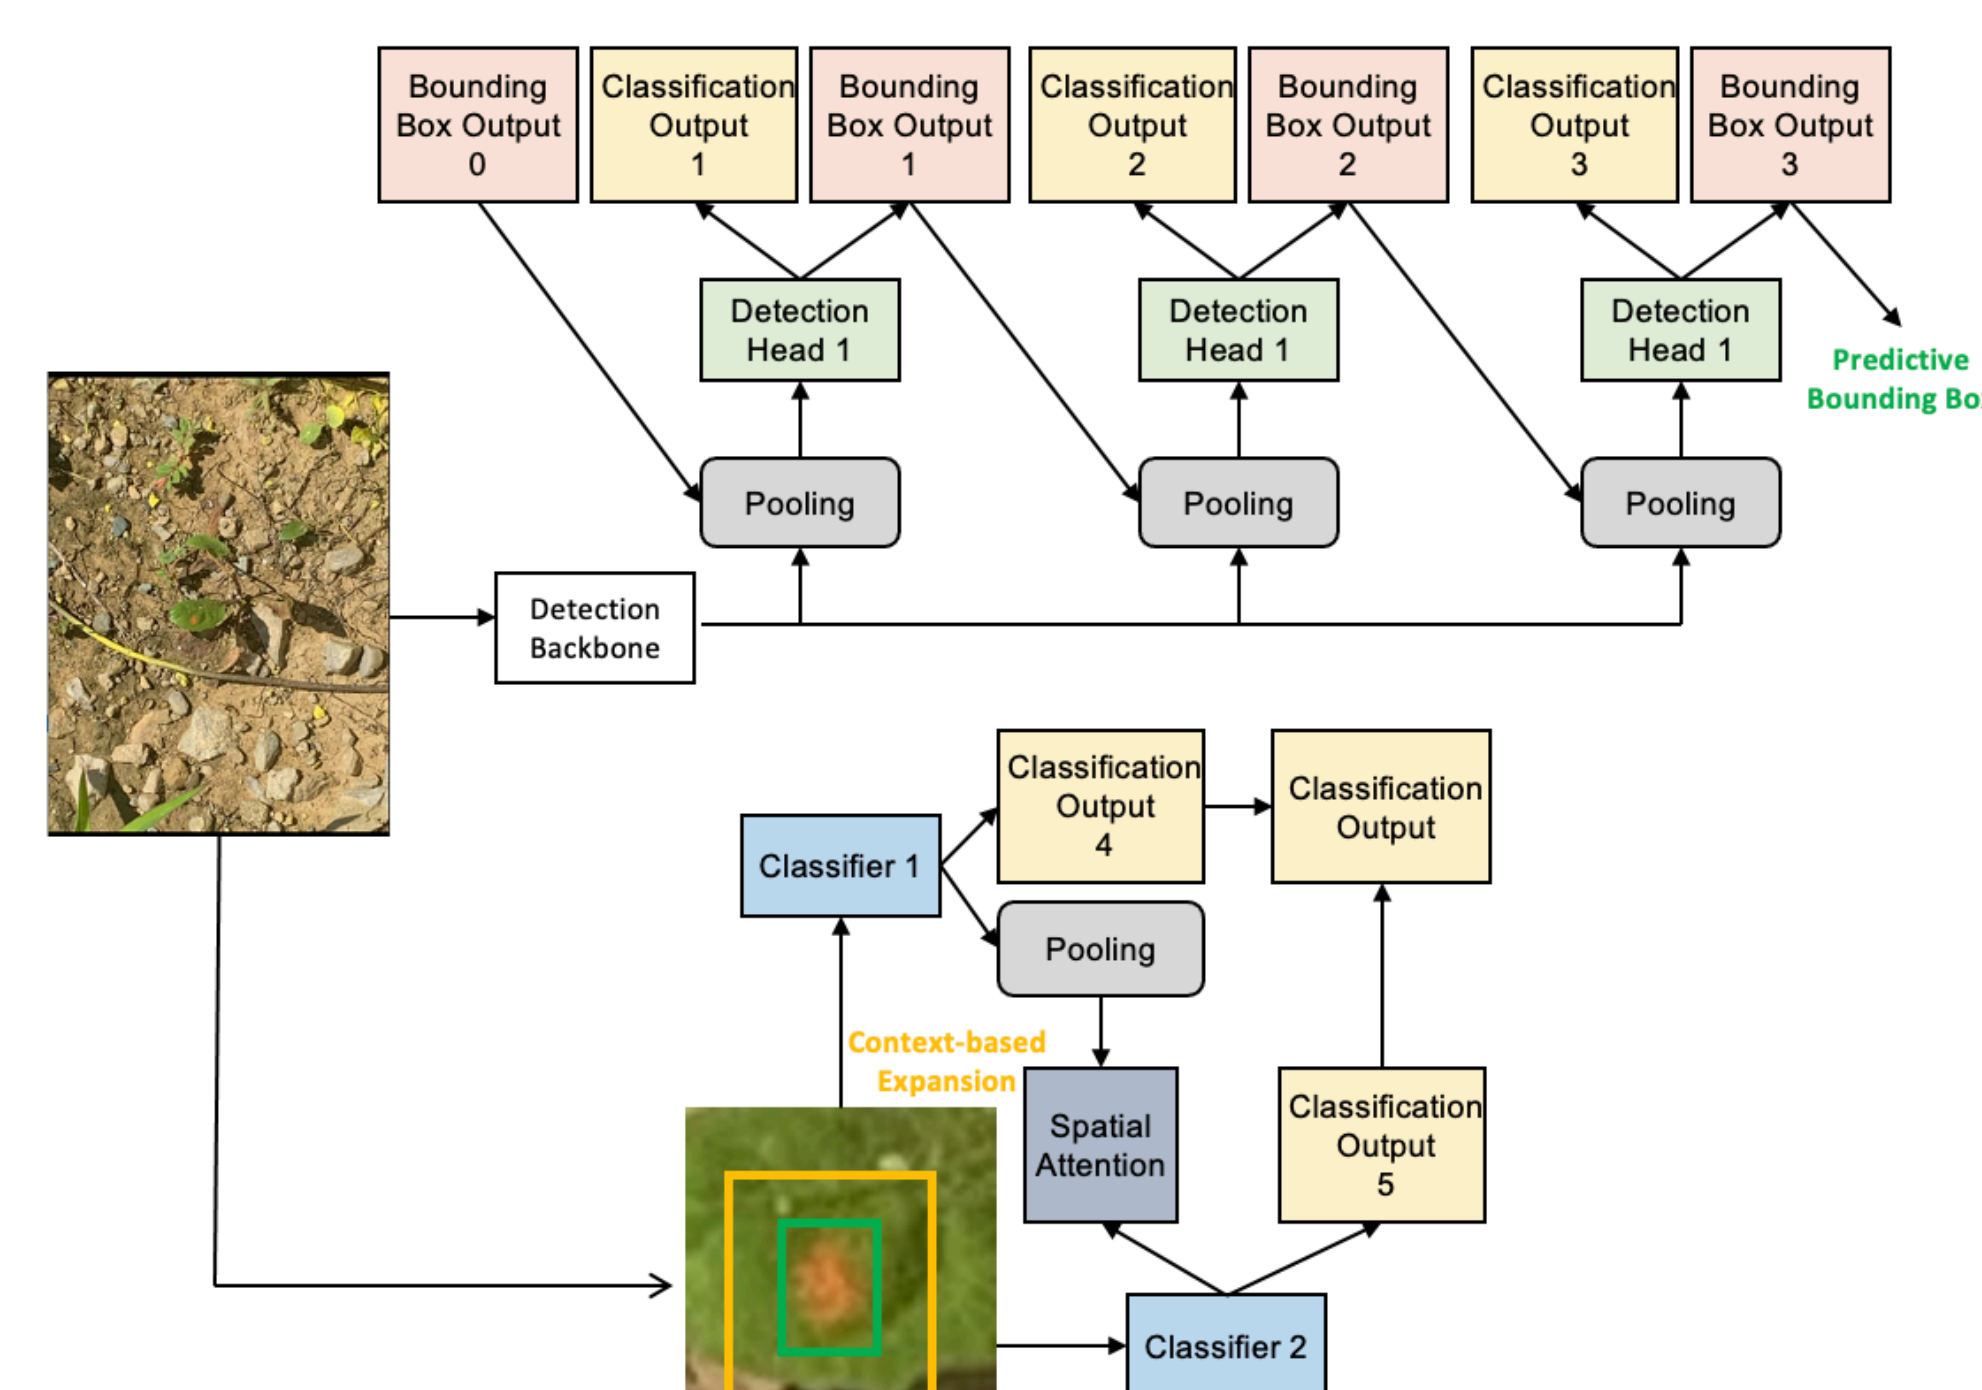 Bounding
Box Output
0
Classification
Output
1
Bounding
Box Output
1
Classification
Output
2
Bounding
Box Output
2
Classification
Output
3
Bounding
Box Output
3
Detection
Head 1
Detection
Head 1
Detection
Head 1
Predictive
Bounding Bo
Pooling
Pooling
Pooling
Detection
Backbone
Classification
Output
4
Classification
Output
Classifier 1
Pooling
Context-based
Expansion
Spatial
Attention
Classification
Output
5
Classifier 2